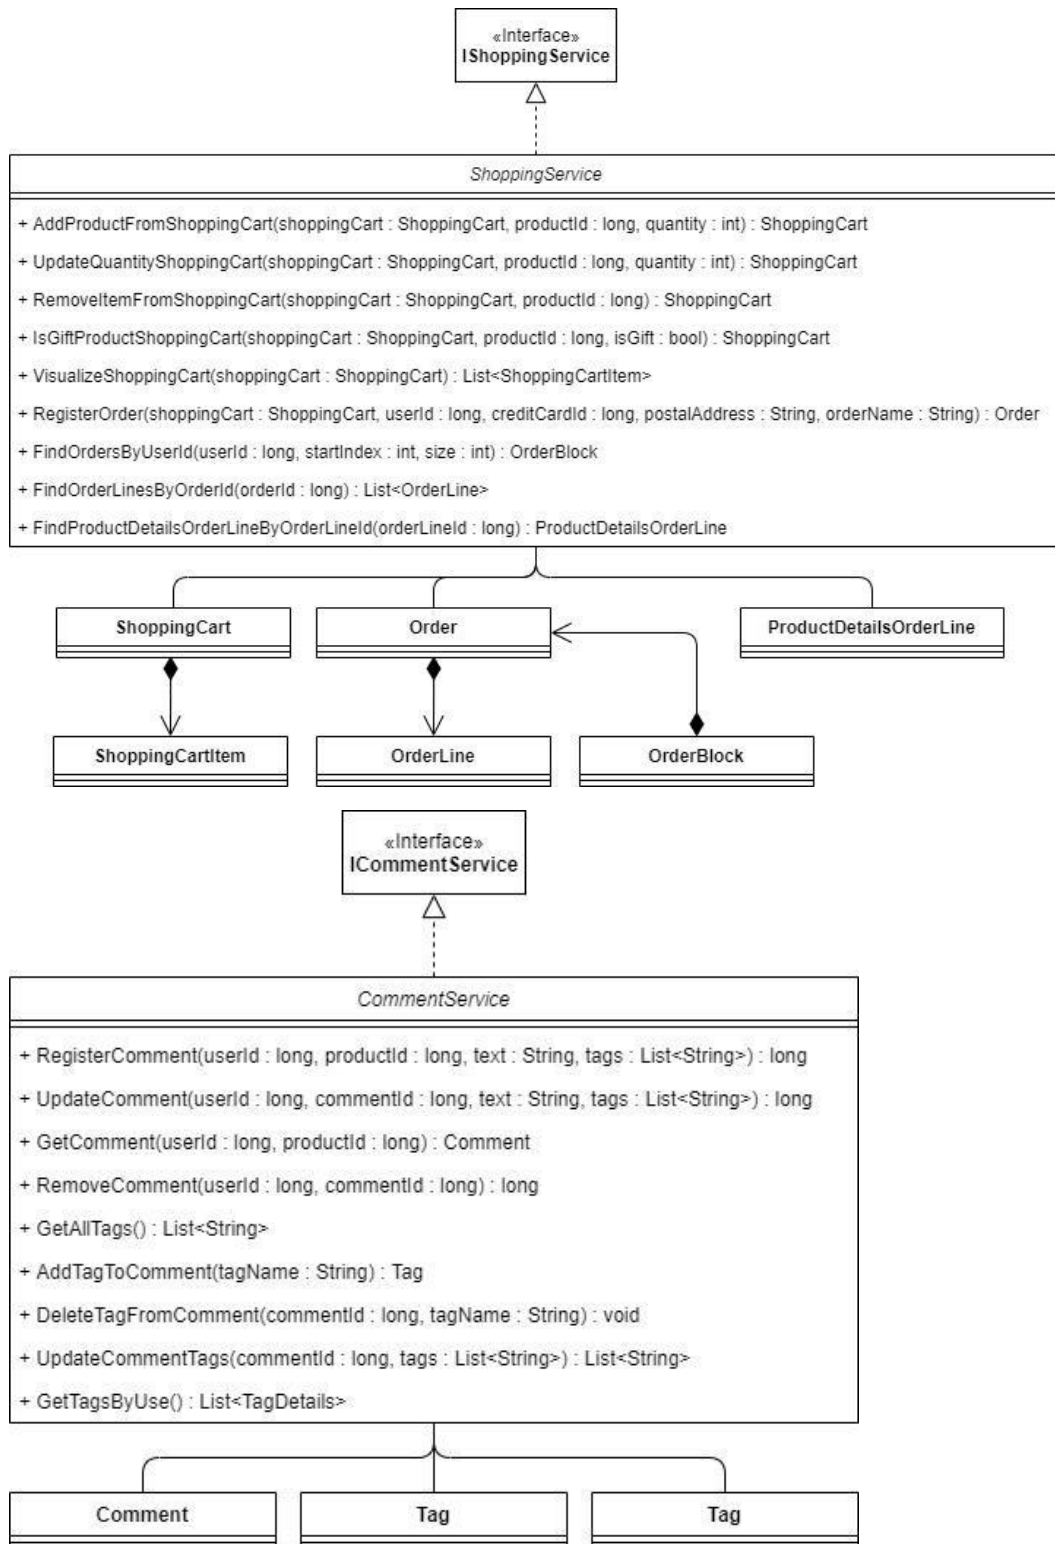 «Interface»
IShoppingService
ShoppingService
+ AddProductFromShoppingCart(shoppingCart : ShoppingCart, productId : long, quantity : int) : ShoppingCart
+ UpdateQuantityShoppingCart(shoppingCart : ShoppingCart, productId : long, quantity : int) : ShoppingCart
+ RemoveItemFromShoppingCart(shoppingCart : ShoppingCart, productId : long) : ShoppingCart
+ IsGiftProductShoppingCart(shoppingCart : ShoppingCart, productId : long, isGift : bool) : ShoppingCart
+ VisualizeShoppingCart(shoppingCart : ShoppingCart) : List<ShoppingCartItem>
+ RegisterOrder(shoppingCart : ShoppingCart, userId : long, creditCardId : long, postalAddress : String, orderName : String) : Order
+ FindOrdersByUserId(userId : long, startIndex : int, size : int) : OrderBlock
+ FindOrderLinesByOrderId(orderId : long) : List<OrderLine>
+ FindProductDetailsOrderLineByOrderLineId(orderLineId : long) : ProductDetailsOrderLine
ShoppingCart
Order
ProductDetailsOrderLine
ShoppingCartItem
OrderLine
OrderBlock
«Interface»
ICommentService
CommentService
+ RegisterComment(userId : long, productId : long, text : String, tags : List<String>) : long
+ UpdateComment(userId : long, commentId : long, text : String, tags : List<String>) : long
+ GetComment(userId : long, productId : long) : Comment
+ RemoveComment(userId : long, commentId : long) : long
+ GetAllTags() : List<String>
+ AddTagToComment(tagName : String) : Tag
+ DeleteTagFromComment(commentId : long, tagName : String) : void
+ UpdateCommentTags(commentId : long, tags : List<String>) : List<String>
+ GetTagsByUse() : List<TagDetails>
Comment
Tag
Tag